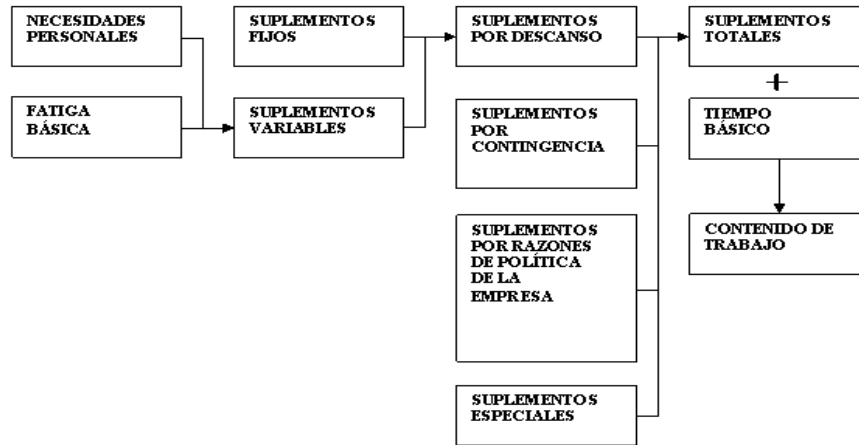 NECESIDADES
PERSONALES
SUPLEMENTOS
FIJOS
SUPLEMENTOS
POR DESCANSO
SUPLEMENTOS
TOTALES
+
FATIGA
BÁSICA
SUPLEMENTOS
VARIABLES
SUPLEMENTOS
POR
CONTINGENCIA
TIEMPO
BÁSICO
SUPLEMENTOS
POR RAZONES
DE POLÍTICA
DE LA
EMPRESA
CONTENIDO DE
TRABAJO
SUPLEMENTOS
ESPECIALES